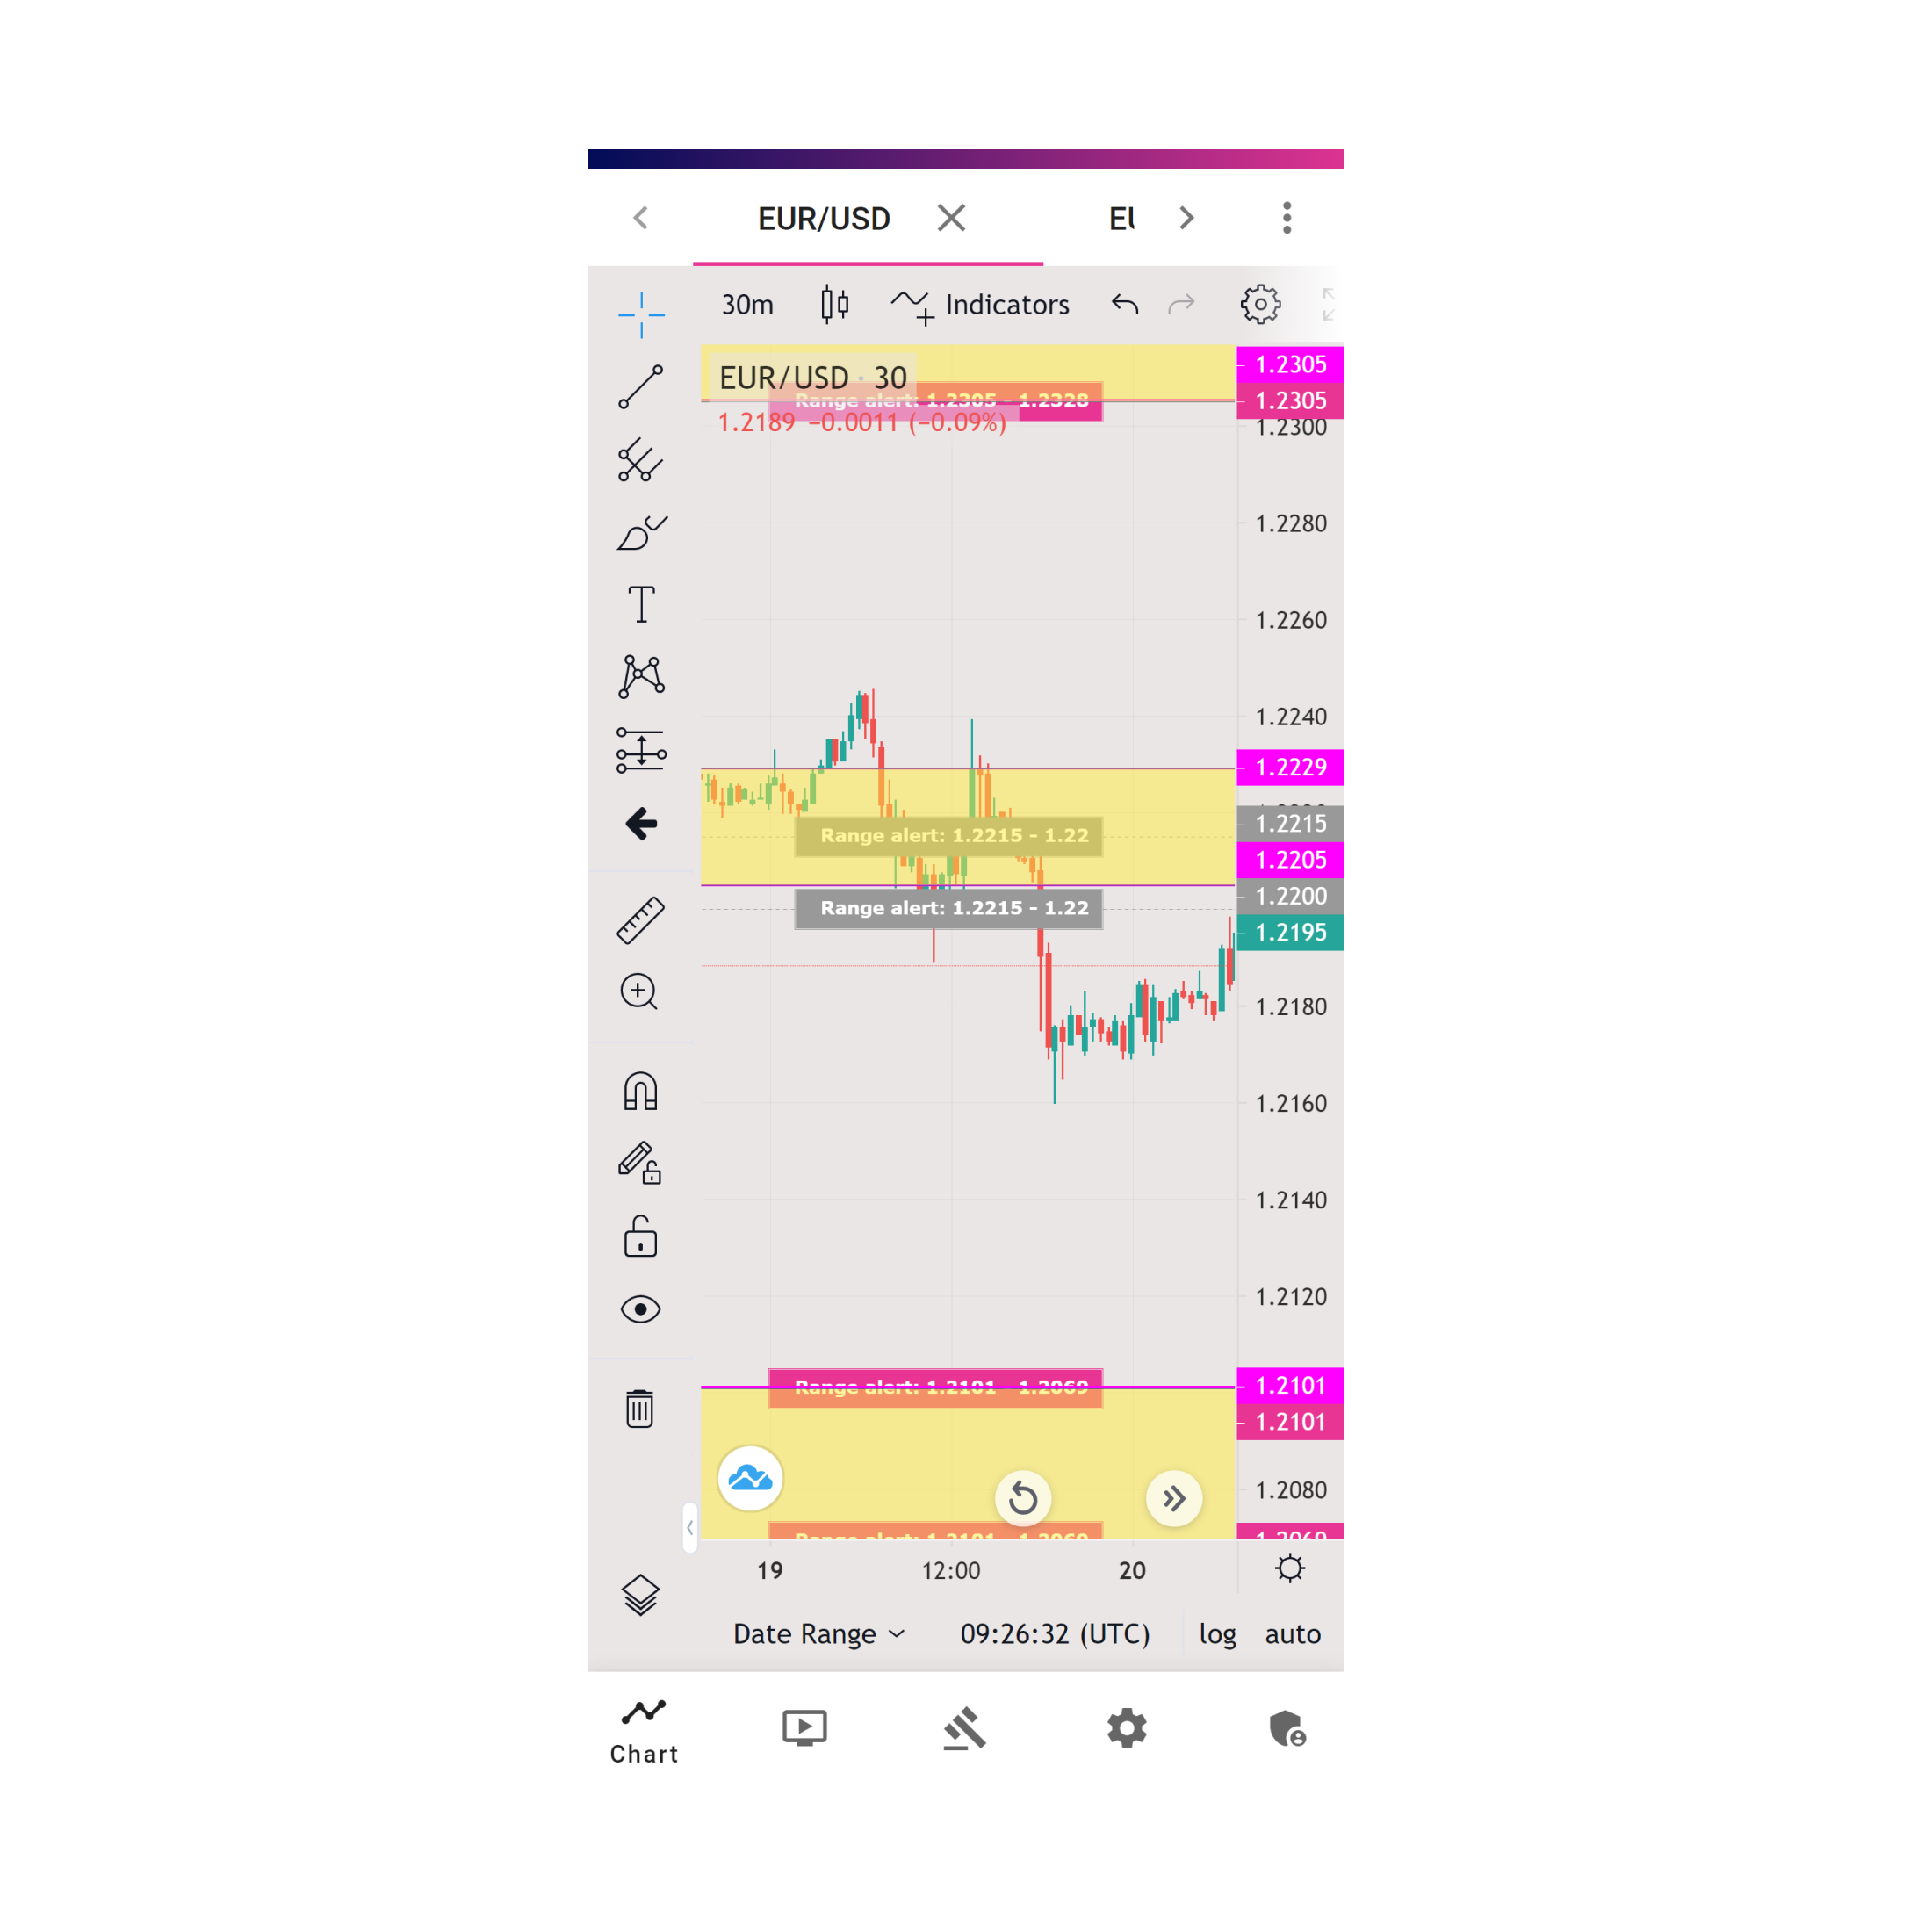 EUR/USD
EU
30m
Indicators
EUR/USD · 30
Range alert: 1.2305 - 1.2328
1.2189 −0.0011 (−0.09%)
1.2305
1.2305
1.2300
1.2280
1.2260
1.2240
1.2229
1.2215
Range alert: 1.2215 - 1.22
1.2205
1.2200
Range alert: 1.2215 - 1.22
1.2195
1.2180
1.2160
1.2140
1.2120
Range alert: 1.2101 - 1.2069
1.2101
1.2101
1.2080
Range alert: 1.2101 - 1.2069
1.2069
19
12:00
20
Date Range
09:26:32 (UTC)
log
auto
Chart